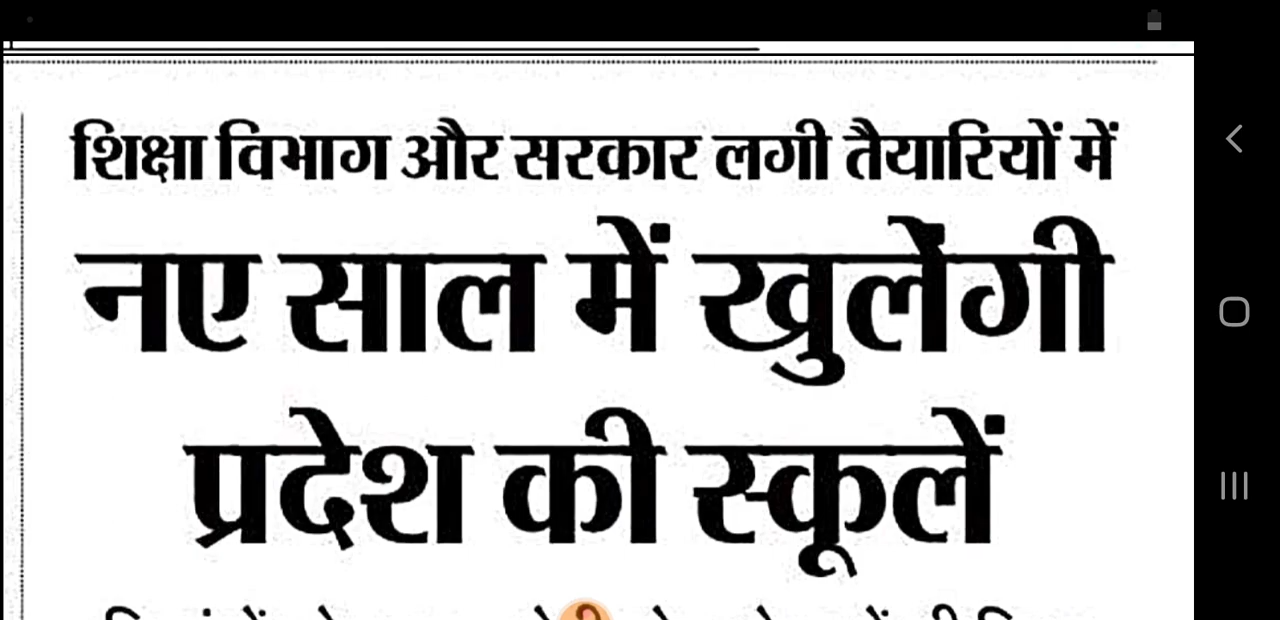 शिक्षा विभाग और सरकार लगी तैयारियों में
नए साल में खुलेंगी
प्रदेश की स्कूलें